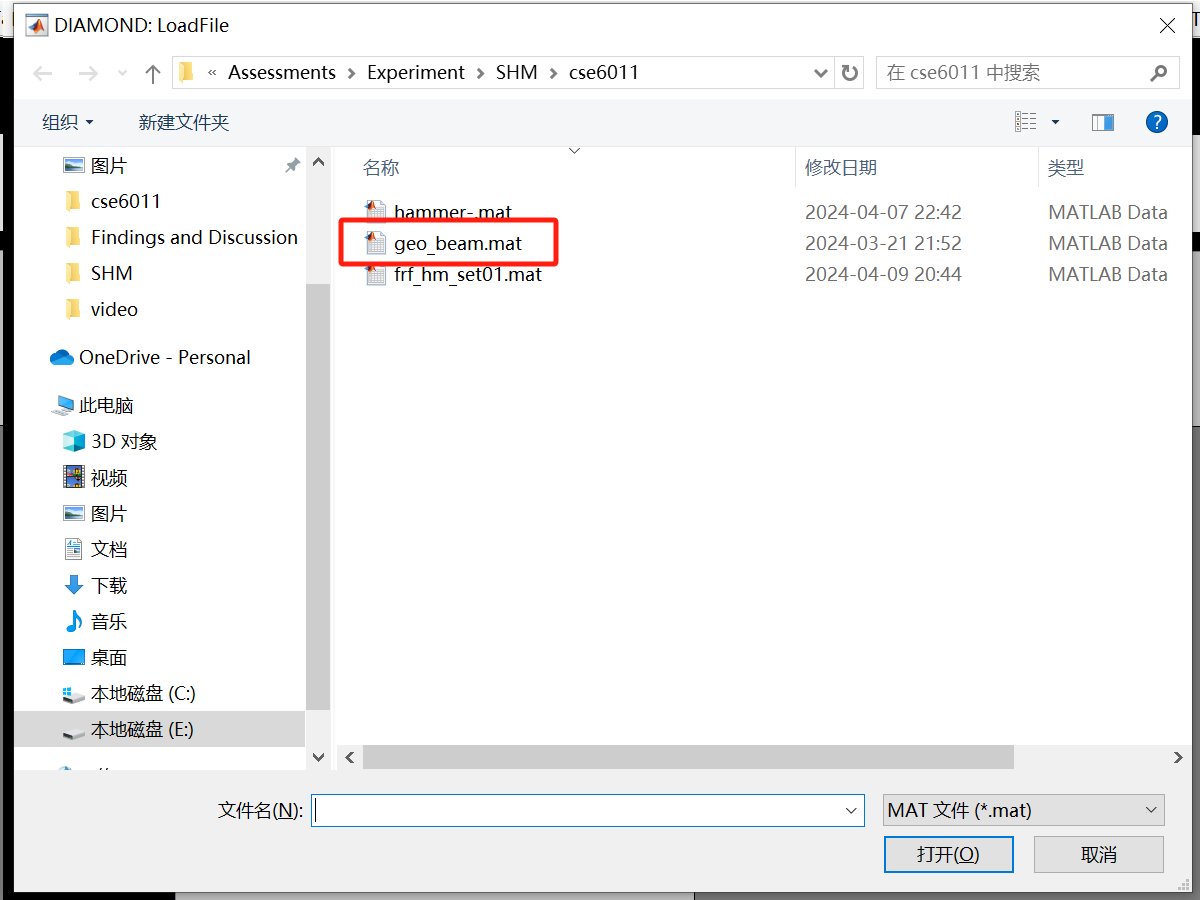 DIAMOND: LoadFile
« Assessments > Experiment > SHM > cse6011
在 cse6011 中搜索
组织
新建文件夹
图片
cse6011
Findings and Discussion
SHM
video
OneDrive - Personal
此电脑
3D 对象
视频
图片
文档
下载
音乐
桌面
本地磁盘 (C:)
本地磁盘 (E:)
名称 修改日期 类型
hammer-.mat 2024-04-07 22:42 MATLAB Data
geo_beam.mat 2024-03-21 21:52 MATLAB Data
frf_hm_set01.mat 2024-04-09 20:44 MATLAB Data
文件名(N):
MAT 文件 (*.mat)
打开(O)
取消